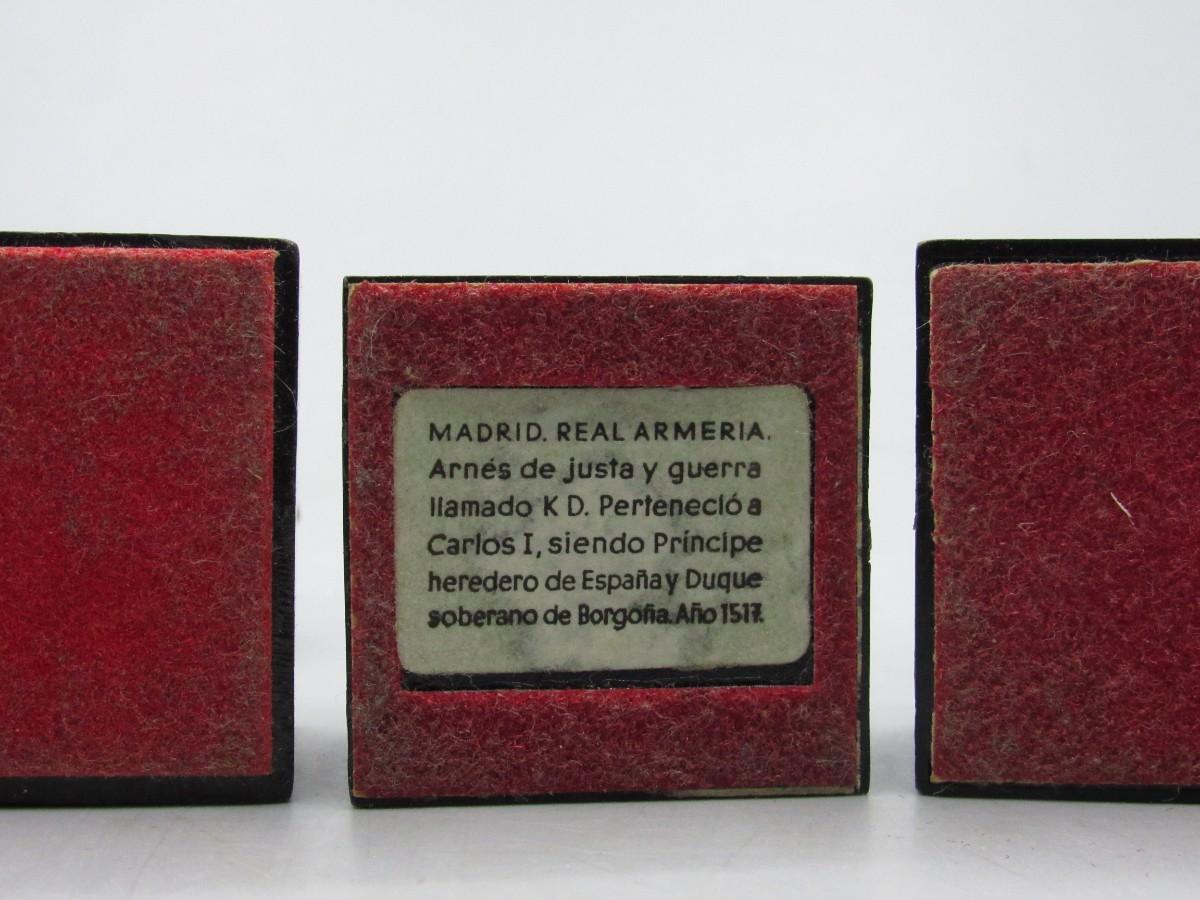 MADRID. REAL ARMERIA.
Arnés de justa y guerra
llamado K D. Perteneció a
Carlos I, siendo Príncipe
heredero de España y Duque
soberano de Borgoña. Año 1517.